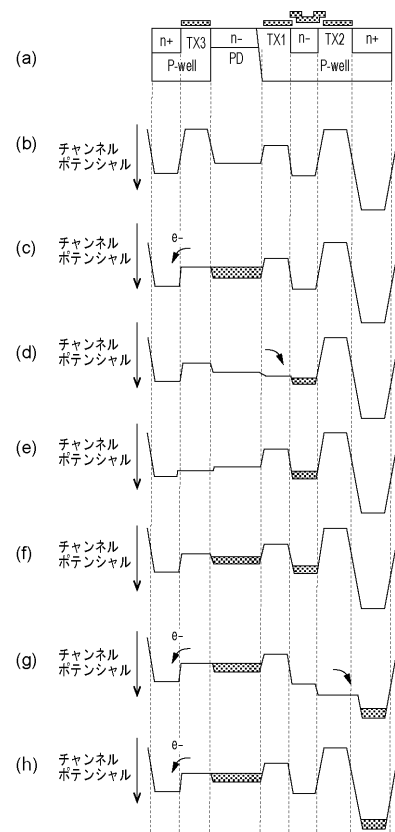 (a)
n+ TX3 n- TX1 n- TX2 n+
P-well PD P-well
(b) チャンネル
ポテンシャル
(c) チャンネル
ポテンシャル
e-
(d) チャンネル
ポテンシャル
(e) チャンネル
ポテンシャル
(f) チャンネル
ポテンシャル
(g) チャンネル
ポテンシャル
e-
(h) チャンネル
ポテンシャル
e-